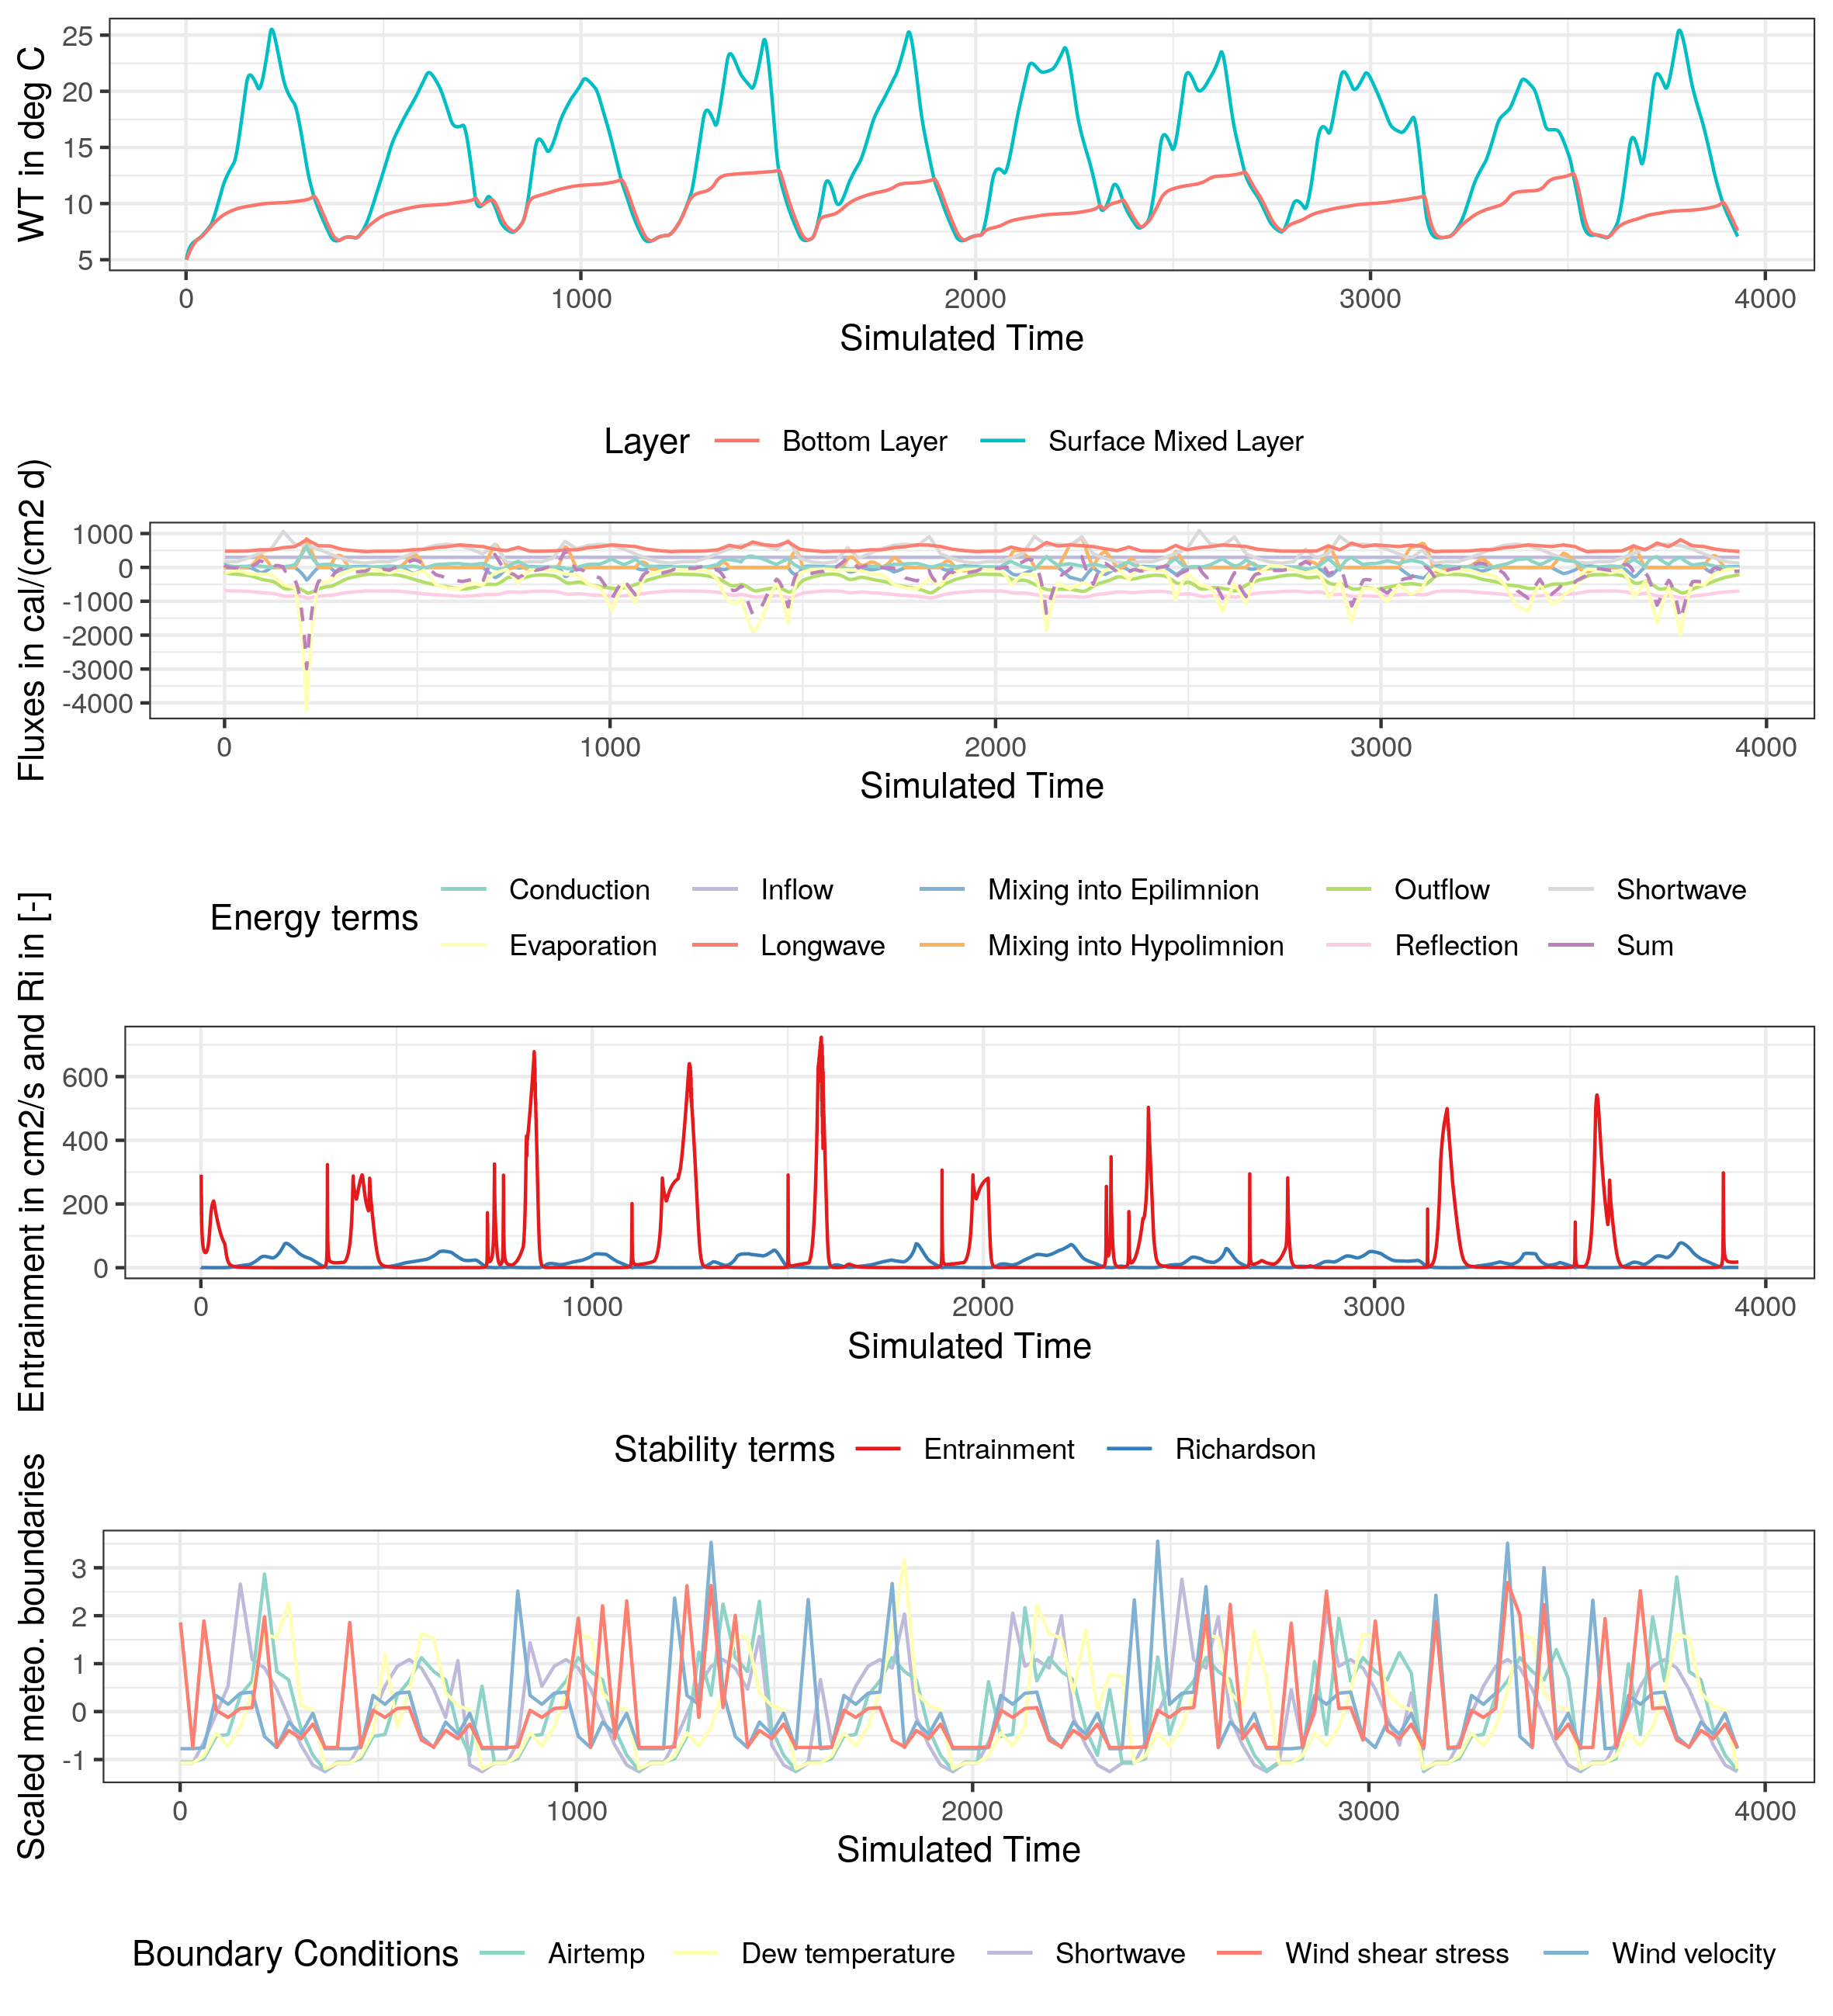 WT in deg C
25
20
15
10
5
0 1000 2000 3000 4000
Simulated Time
Layer Bottom Layer Surface Mixed Layer
Fluxes in cal/(cm2 d)
1000
0
-1000
-2000
-3000
-4000
0 1000 2000 3000 4000
Simulated Time
Energy terms
Conduction Inflow Mixing into Epilimnion Outflow Shortwave
Evaporation Longwave Mixing into Hypolimnion Reflection Sum
Entrainment in cm2/s and Ri in [-]
600
400
200
0
0 1000 2000 3000 4000
Simulated Time
Stability terms Entrainment Richardson
Scaled meteo. boundaries
3
2
1
0
-1
0 1000 2000 3000 4000
Simulated Time
Boundary Conditions Airtemp Dew temperature Shortwave Wind shear stress Wind velocity